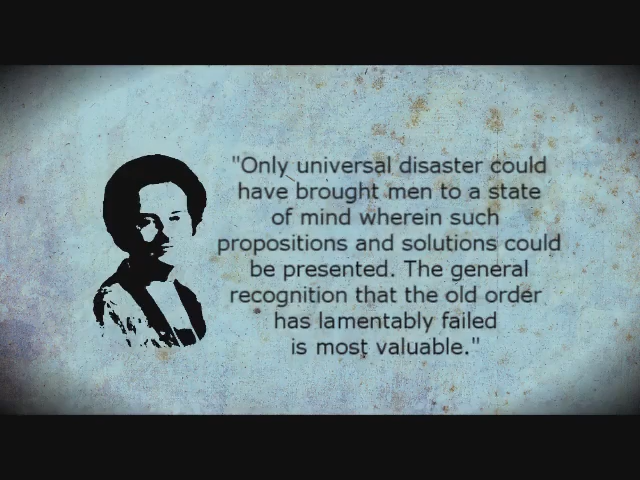 "Only universal disaster could
have brought men to a state
of mind wherein such
propositions and solutions could
be presented. The general
recognition that the old order
has lamentably failed
is most valuable."